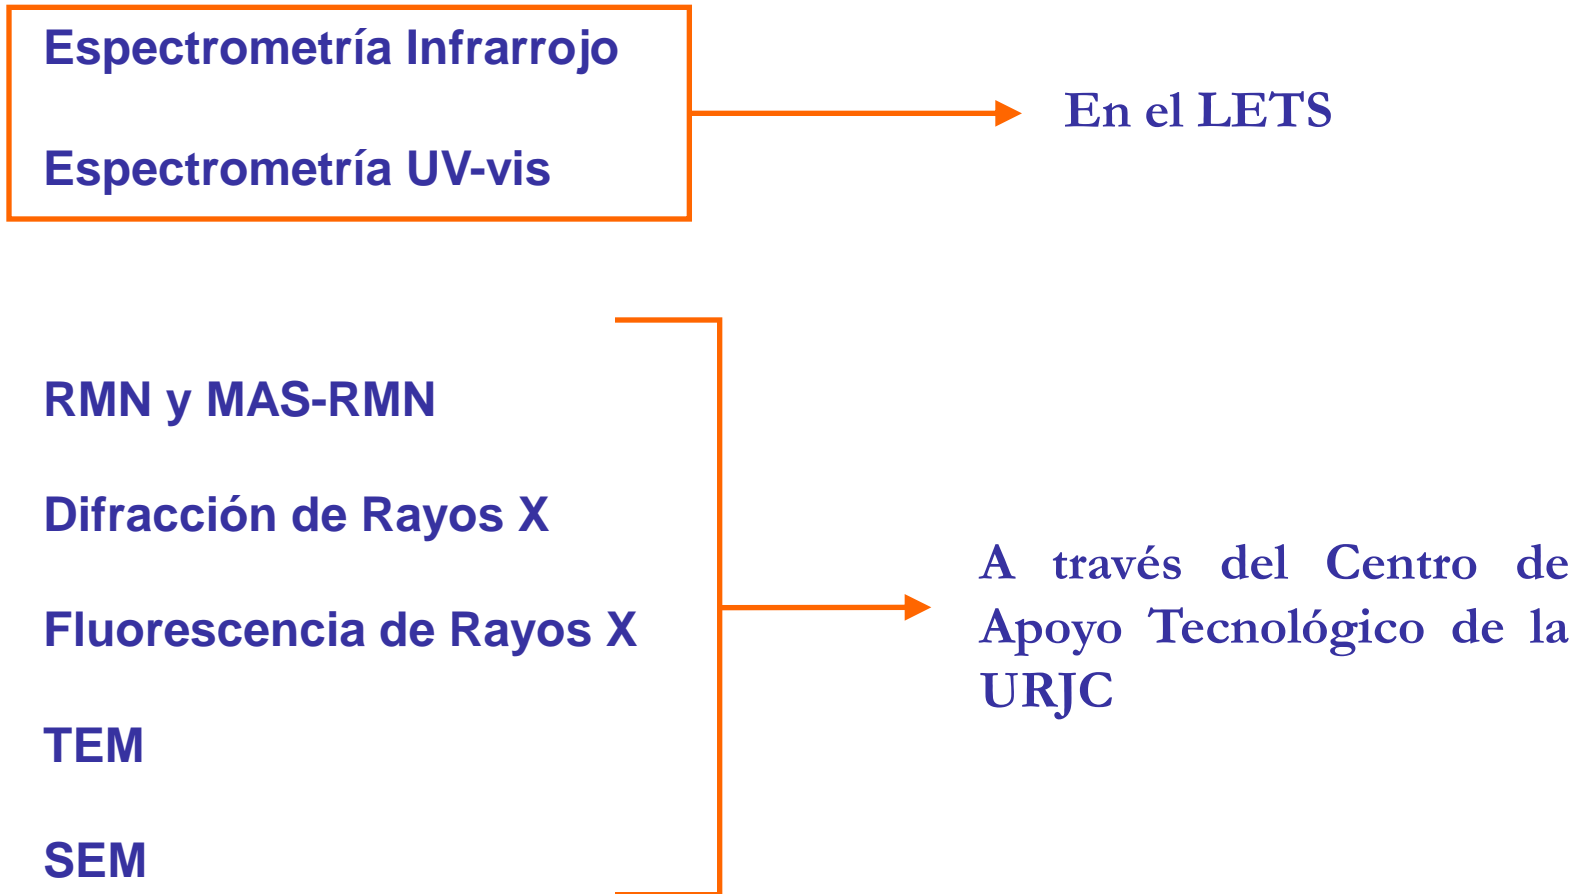 Espectrometría Infrarrojo
Espectrometría UV-vis
En el LETS
RMN y MAS-RMN
Difracción de Rayos X
Fluorescencia de Rayos X
TEM
SEM
A través del Centro de
Apoyo Tecnológico de la
URJC